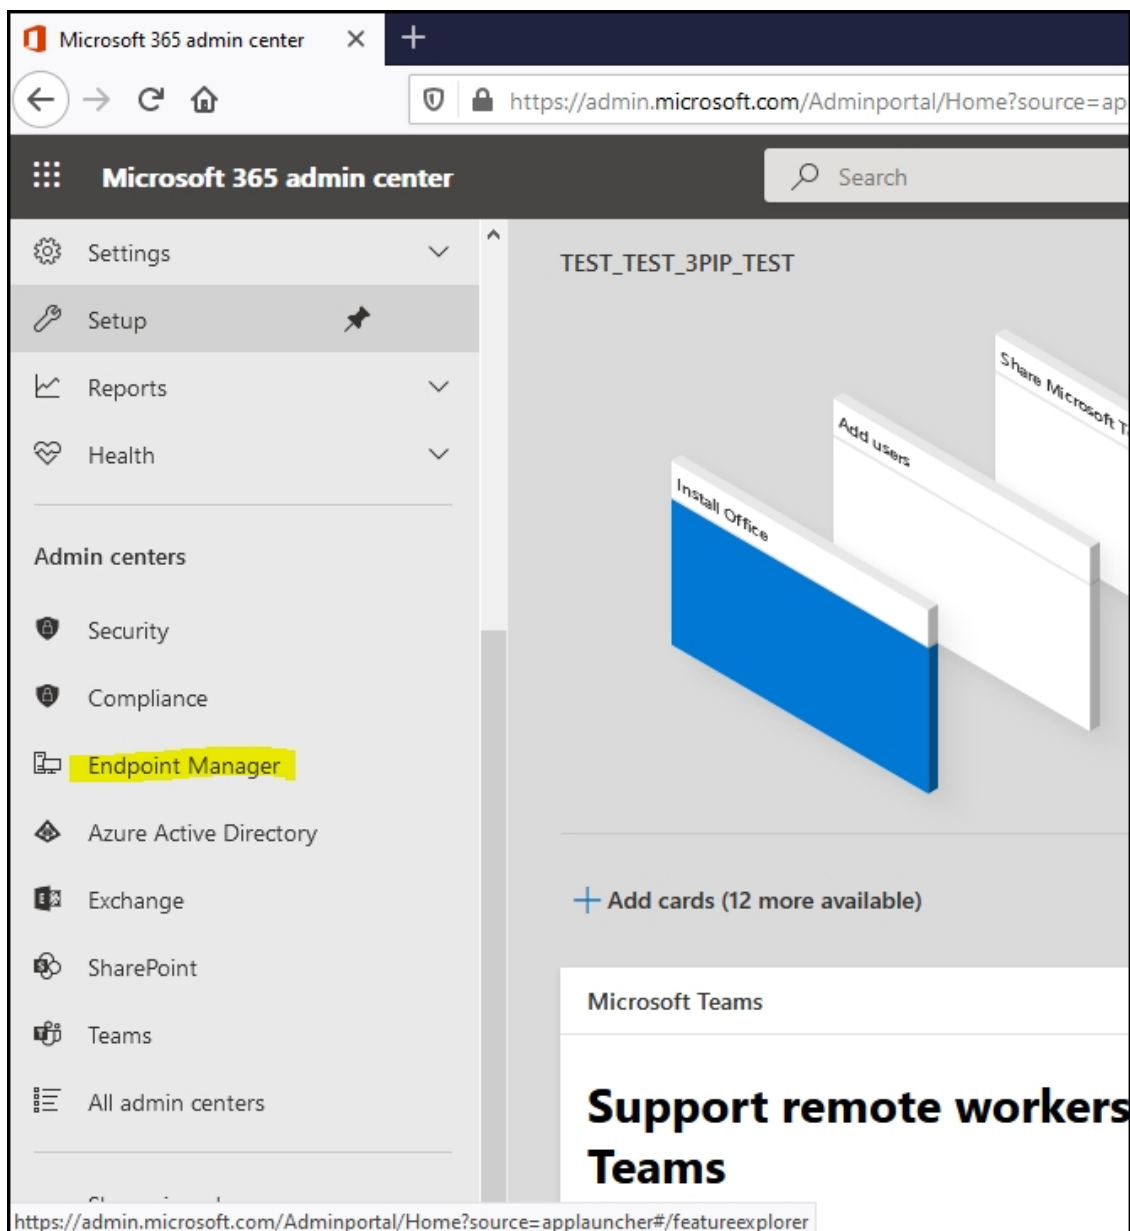 Microsoft 365 admin center
https://admin.microsoft.com/Adminportal/Home?source=ap
Microsoft 365 admin center
Search
Settings
Setup
Reports
Health
Admin centers
Security
Compliance
Endpoint Manager
Azure Active Directory
Exchange
SharePoint
Teams
All admin centers
TEST_TEST_3PIP_TEST
Share Microsoft T
Add users
Install Office
Add cards (12 more available)
Microsoft Teams
Support remote workers
Teams
https://admin.microsoft.com/Adminportal/Home?source=applauncher#/featureexplorer